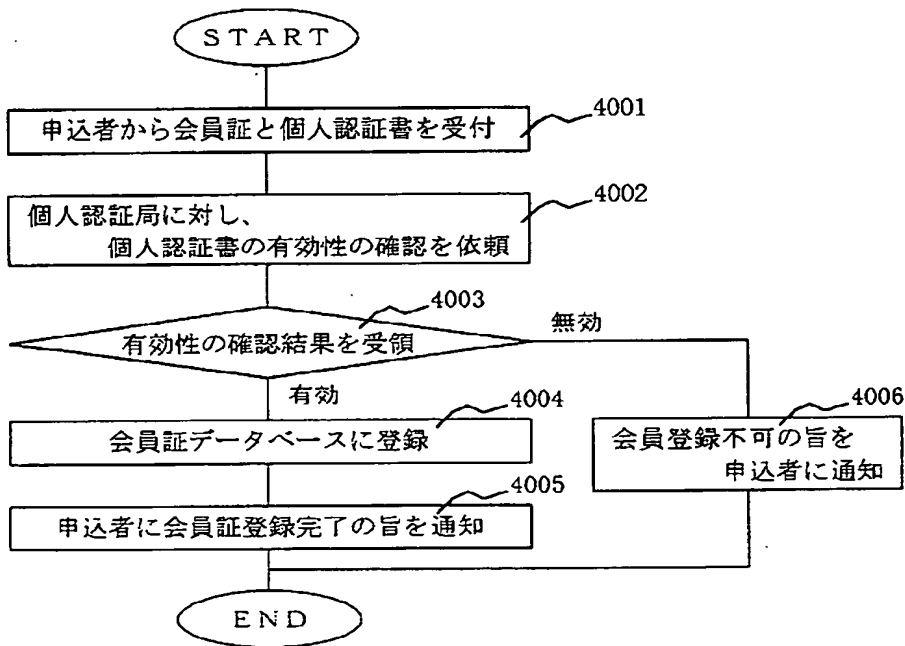 START
申込者から会員証と個人認証書を受付
4001
個人認証局に対し、
個人認証書の有効性の確認を依頼
4002
有効性の確認結果を受領
4003
無効
有効
会員証データベースに登録
4004
会員登録不可の旨を
申込者に通知
4006
申込者に会員証登録完了の旨を通知
4005
END